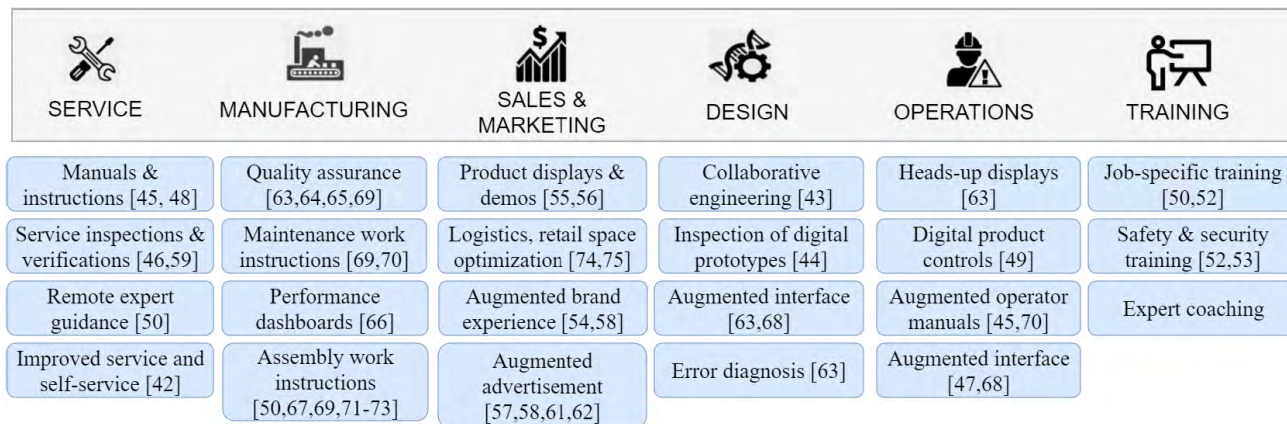 $
SERVICE
MANUFACTURING
SALES &
MARKETING
DESIGN
OPERATIONS
TRAINING
Manuals &
instructions [45, 48]
Quality assurance
[63,64,65,69]
Product displays &
demos [55,56]
Collaborative
engineering [43]
Heads-up displays
[63]
Job-specific training
[50,52]
Service inspections &
verifications [46,59]
Maintenance work
instructions [69,70]
Logistics, retail space
optimization [74,75]
Inspection of digital
prototypes [44]
Digital product
controls [49]
Safety & security
training [52,53]
Remote expert
guidance [50]
Performance
dashboards [66]
Augmented brand
experience [54,58]
Augmented interface
[63,68]
Augmented operator
manuals [45,70]
Expert coaching
Improved service and
self-service [42]
Assembly work
instructions
[50,67,69,71-73]
Augmented
advertisement
[57,58,61,62]
Error diagnosis [63]
Augmented interface
[47,68]